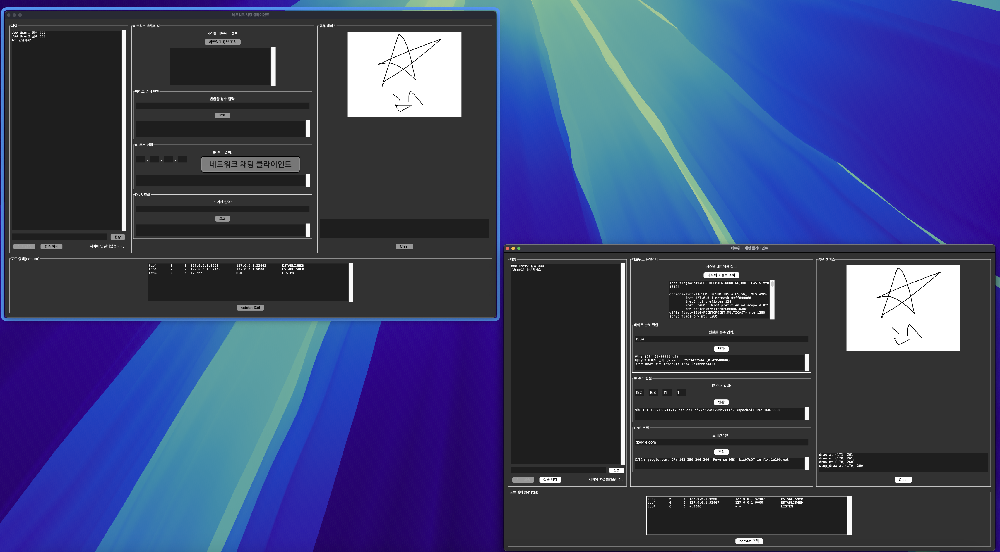 네트워크 채팅 클라이언트
채팅
### User1 접속 ###
### User2 접속 ###
나: 안녕하세요
전송
접속 해제
서버에 연결되었습니다.
네트워크 유틸리티
시스템 네트워크 정보
네트워크 정보 조회
바이트 순서 변환
변환할 정수 입력:
변환
IP 주소 변환
IP 주소 입력:
. . .
네트워크 채팅 클라이언트
DNS 조회
도메인 입력:
조회
공유 캔버스
Clear
포트 상태(netstat)
tcp4 0 0 127.0.0.1.9000 127.0.0.1.52443 ESTABLISHED
tcp4 0 0 127.0.0.1.52443 127.0.0.1.9000 ESTABLISHED
tcp4 0 0 *.9000 *.* LISTEN
netstat 조회
네트워크 채팅 클라이언트
채팅
### User2 접속 ###
[User1] 안녕하세요
전송
접속 해제
서버에 연결되었습니다.
네트워크 유틸리티
시스템 네트워크 정보
네트워크 정보 조회
lo0: flags=8049<UP,LOOPBACK,RUNNING,MULTICAST> mtu
16384
options=1203<RXCSUM,TXCSUM,TXSTATUS,SW_TIMESTAMP>
inet 127.0.0.1 netmask 0xff000000
inet6 ::1 prefixlen 128
inet6 fe80::1%lo0 prefixlen 64 scopeid 0x1
nd6 options=201<PERFORMNUD,DAD>
gif0: flags=8010<POINTOPOINT,MULTICAST> mtu 1280
stf0: flags=0<> mtu 1280
바이트 순서 변환
변환할 정수 입력:
1234
변환
원본: 1234 (0x000004d2)
네트워크 바이트 순서 (htonl): 3523477504 (0xd2040000)
호스트 바이트 순서 (ntohl): 1234 (0x000004d2)
IP 주소 변환
IP 주소 입력:
192 . 168 . 11 . 1
변환
입력 IP: 192.168.11.1, packed: b'\xc0\xa8\x0b\x01', unpacked: 192.168.11.1
DNS 조회
도메인 입력:
google.com
조회
도메인: google.com, IP: 142.250.206.206, Reverse DNS: kix07s07-in-f14.1e100.net
공유 캔버스
draw at (171, 261)
draw at (170, 261)
draw at (170, 260)
stop_draw at (170, 260)
Clear
포트 상태(netstat)
tcp4 0 0 127.0.0.1.9000 127.0.0.1.52467 ESTABLISHED
tcp4 0 0 127.0.0.1.52467 127.0.0.1.9000 ESTABLISHED
tcp4 0 0 *.9000 *.* LISTEN
netstat 조회